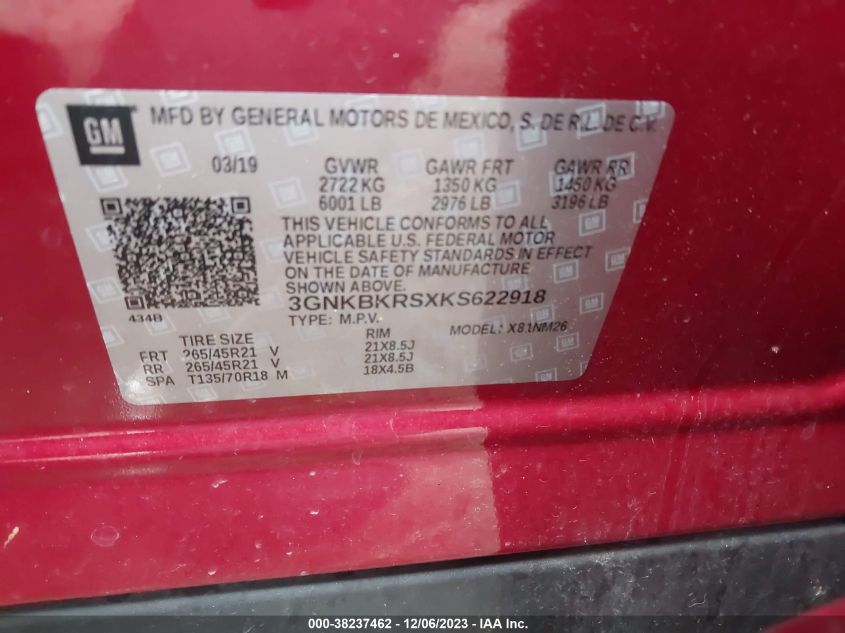 GM
MFD BY GENERAL MOTORS DE MEXICO, S. DE R.L. DE C.V.
03/19 GVWR GAWR FRT GAWR RR
2722 KG 1350 KG 1450 KG
6001 LB 2976 LB 3196 LB
THIS VEHICLE CONFORMS TO ALL
APPLICABLE U.S. FEDERAL MOTOR
VEHICLE SAFETY STANDARDS IN EFFECT
ON THE DATE OF MANUFACTURE
SHOWN ABOVE.
3GNKBKRSXKS622918
434B
TYPE: M.P.V. MODEL: X81NM26
TIRE SIZE RIM
FRT 265/45R21 V 21X8.5J
RR 265/45R21 V 21X8.5J
SPA T135/70R18 M 18X4.5B
000-38237462 - 12/06/2023 - Copyright © IAA, Inc.